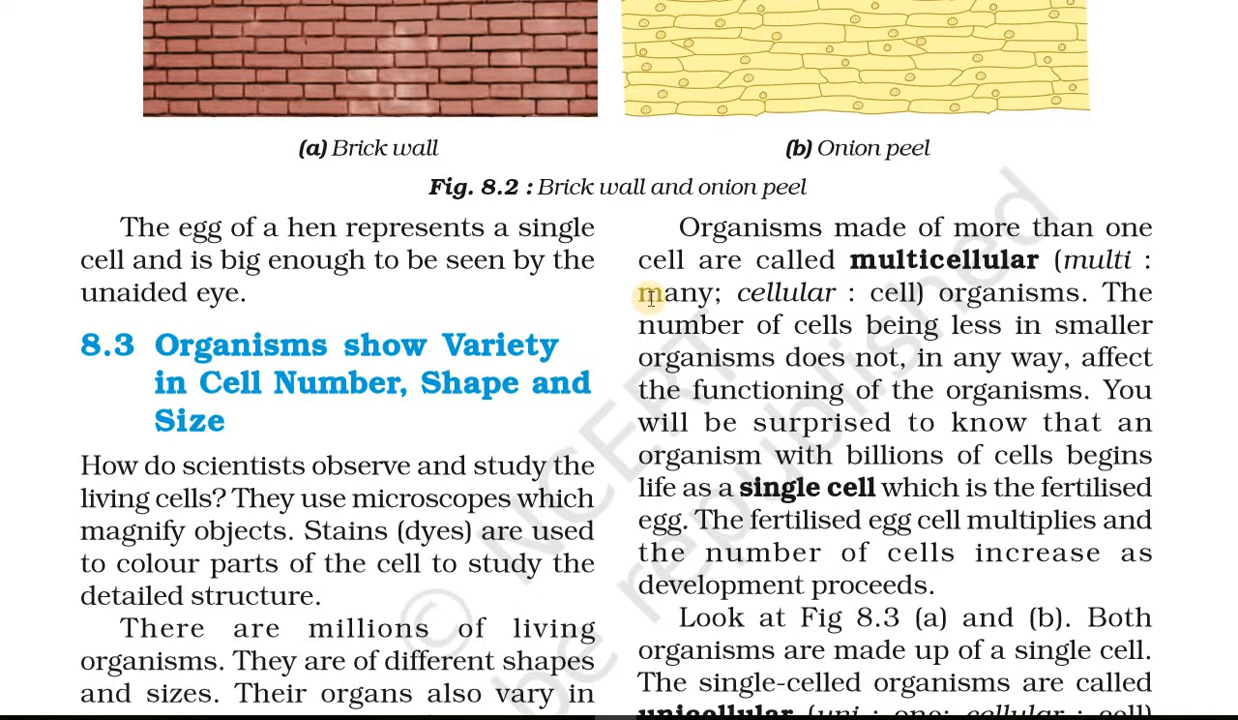 (a) Brick wall
(b) Onion peel
Fig. 8.2 : Brick wall and onion peel
The egg of a hen represents a single
cell and is big enough to be seen by the
unaided eye.
8.3 Organisms show Variety
in Cell Number, Shape and
Size
How do scientists observe and study the
living cells? They use microscopes which
magnify objects. Stains (dyes) are used
to colour parts of the cell to study the
detailed structure.
There are millions of living
organisms. They are of different shapes
and sizes. Their organs also vary in
Organisms made of more than one
cell are called multicellular (multi :
many; cellular : cell) organisms. The
number of cells being less in smaller
organisms does not, in any way, affect
the functioning of the organisms. You
will be surprised to know that an
organism with billions of cells begins
life as a single cell which is the fertilised
egg. The fertilised egg cell multiplies and
the number of cells increase as
development proceeds.
Look at Fig 8.3 (a) and (b). Both
organisms are made up of a single cell.
The single-celled organisms are called
unicellular (uni : one; cellular : cell)
© NCERT
be republished